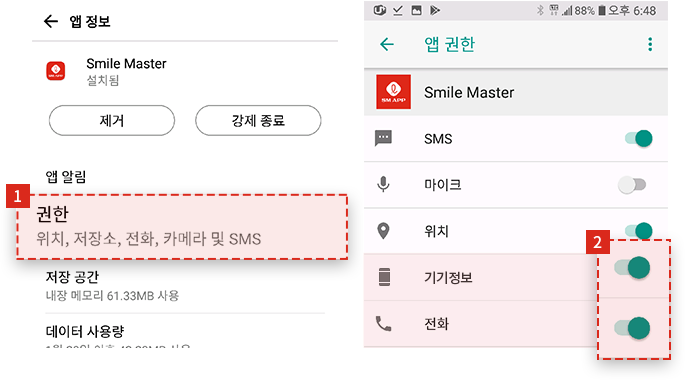 앱 정보
Smile Master
설치됨
제거
강제 종료
앱 알림
1
권한
위치, 저장소, 전화, 카메라 및 SMS
저장 공간
내장 메모리 61.33MB 사용
데이터 사용량
88% 오후 6:48
앱 권한
SM APP
Smile Master
SMS
마이크
위치
2
기기정보
전화